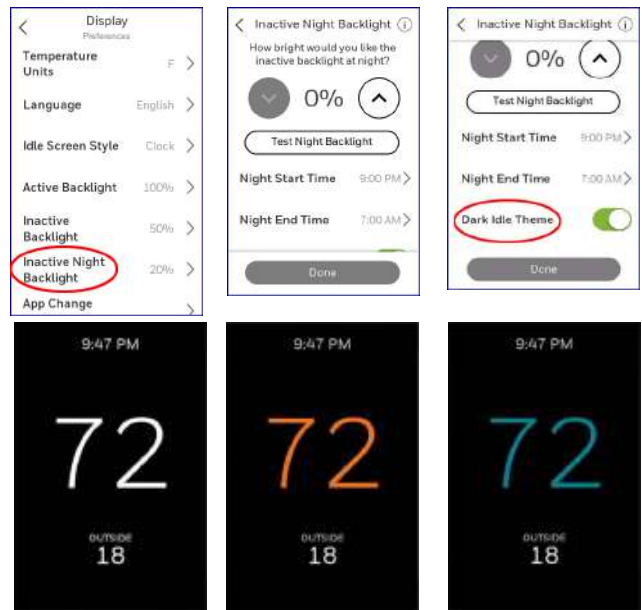 Display
Preferences
Temperature
Units
F
Language
English
Idle Screen Style
Clock
Active Backlight
100%
Inactive
Backlight
50%
Inactive Night
Backlight
20%
App Change
Inactive Night Backlight
How bright would you like the
inactive backlight at night?
0%
Test Night Backlight
Night Start Time
9:00 PM
Night End Time
7:00 AM
Done
Inactive Night Backlight
0%
Test Night Backlight
Night Start Time
9:00 PM
Night End Time
7:00 AM
Dark Idle Theme
Done
9:47 PM
72
OUTSIDE
18
9:47 PM
72
OUTSIDE
18
9:47 PM
72
OUTSIDE
18